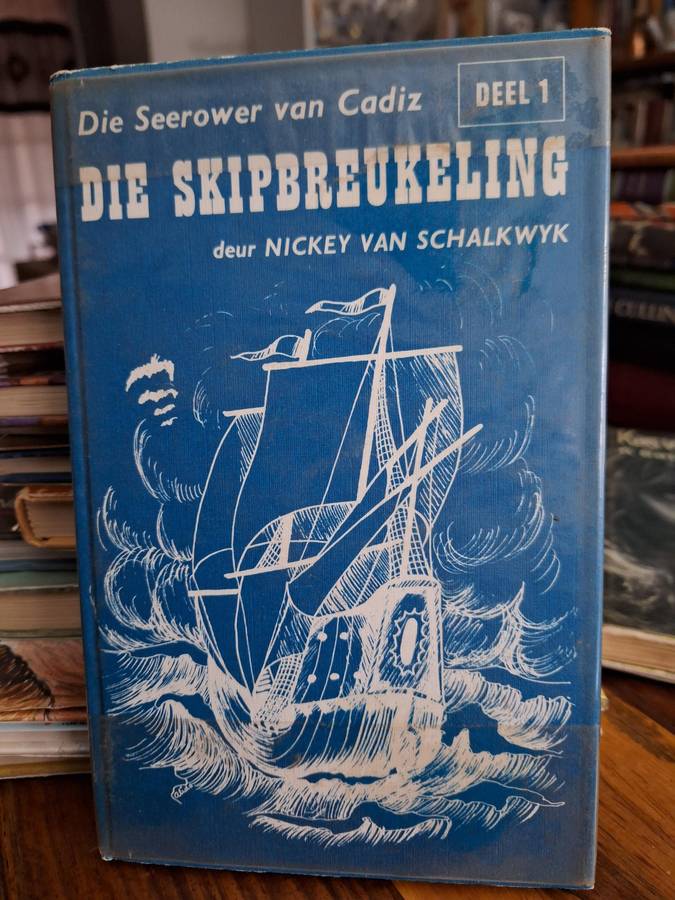 Die Seerower van Cadiz
DEEL 1
DIE SKIPBREUKELING
deur NICKEY VAN SCHALKWYK